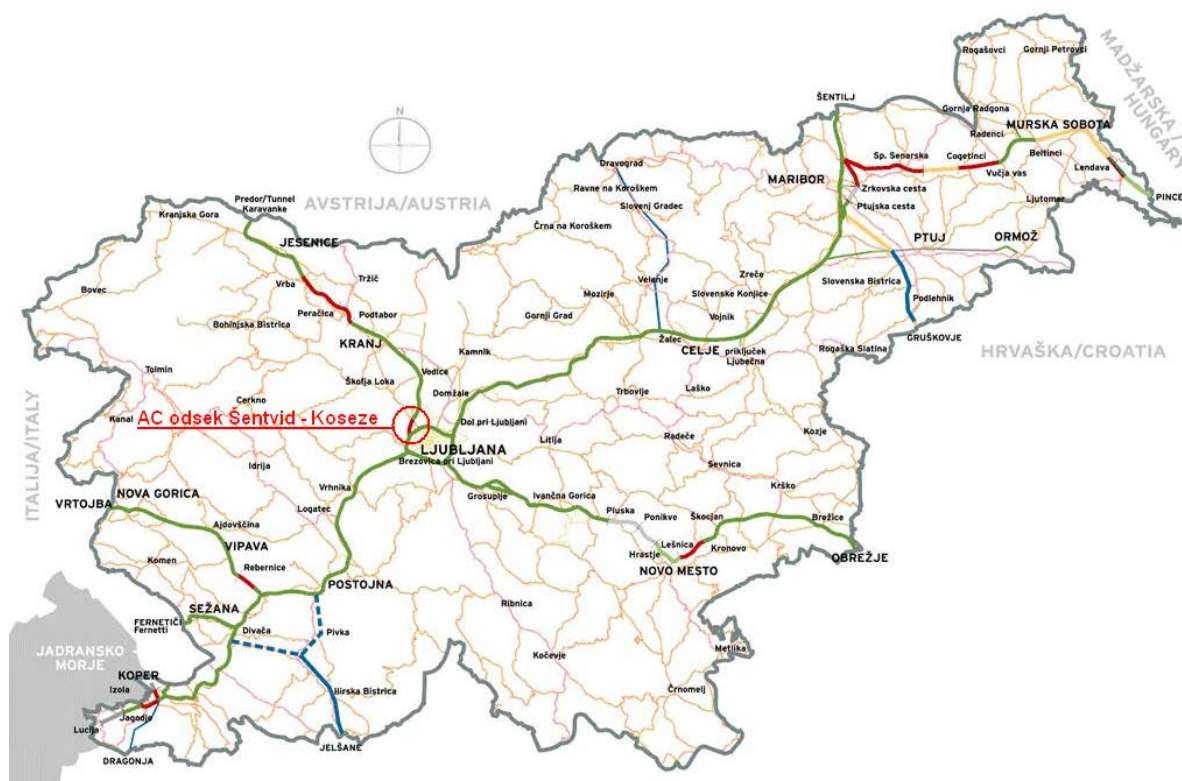 Rogašovci
Gornji Petrovci
MADŽARSKA /
HUNGARY
ŠENTILJ
Gornja Radgona
Radenci
MURSKA SOBOTA
N
Dravograd
Sp. Senarska
Cogetinci
Beltinci
Vučja vas
Lendava
MARIBOR
Ravne na Koroškem
Zrkovska cesta
Predor/Tunnel
Karavanke
AVSTRIJA/AUSTRIA
Slovenj Gradec
Ptujska cesta
Ljutomer
PINCE
Kranjska Gora
Črna na Koroškem
JESENICE
PTUJ
ORMOŽ
Tržič
Zreče
Velenje
Slovenska Bistrica
Bovec
Vrba
Mozirje
Slovenske Konjice
Podlehnik
Peračica
Podtabor
Gornji Grad
Vojnik
Bohinjska Bistrica
GRUŠKOVJE
KRANJ
Žalec
CELJE
priključek
Ljubečna
Rogaška Slatina
HRVAŠKA/CROATIA
Kamnik
Vodice
Tolmin
Škofja Loka
Domžale
Trbovlje
Laško
Cerkno
ITALIJA/ITALY
Kanal
AC odsek Šentvid - Koseze
Dol pri Ljubljani
Litija
Radeče
Kozje
LJUBLJANA
Brezovica pri Ljubljani
Idrija
Sevnica
Vrhnika
Krško
NOVA GORICA
VRTOJBA
Grosuplje
Ivančna Gorica
Logatec
Pluska
Ponikve
Škocjan
Brežice
Ajdovščina
VIPAVA
Lešnica
Kronovo
Hrastje
OBREŽJE
Komen
Rebernice
NOVO MESTO
POSTOJNA
SEŽANA
Ribnica
FERNETIČI
Fernetti
Divača
Pivka
Metlika
JADRANSKO
MORJE
Kočevje
KOPER
Izola
Ilirska Bistrica
Črnomelj
Jagodje
Lucija
JELŠANE
DRAGONJA